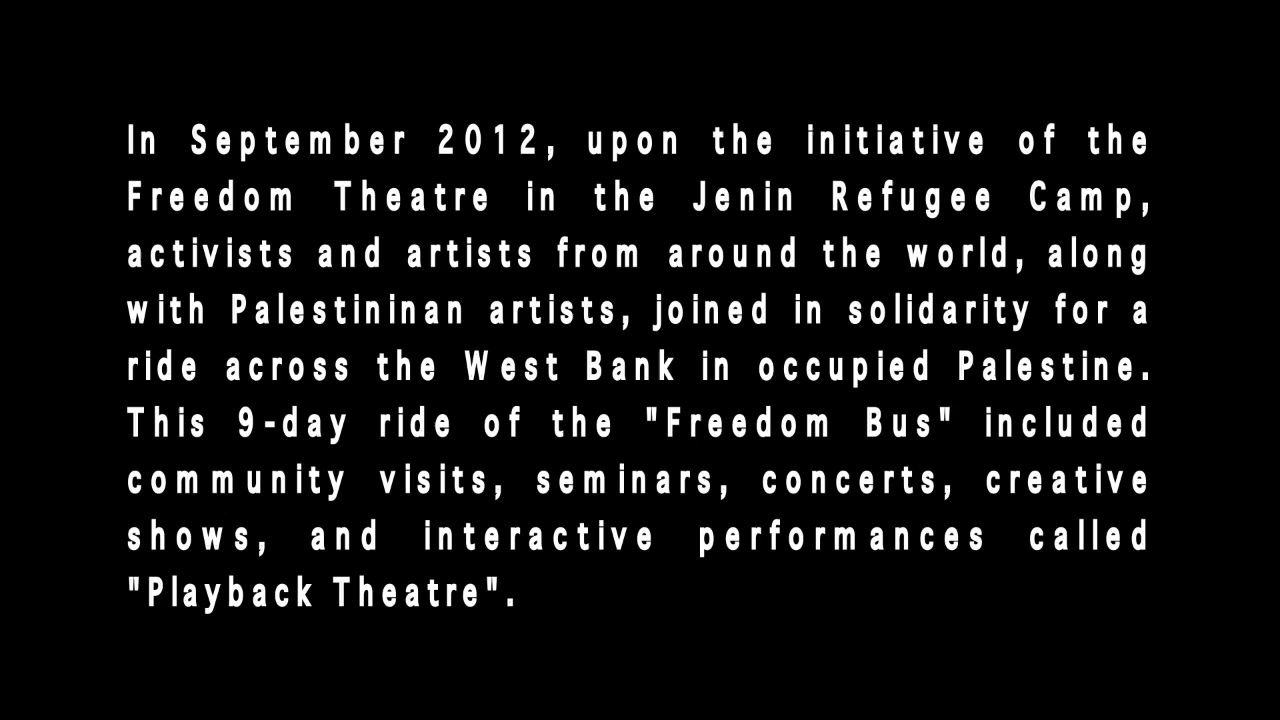 In September 2012, upon the initiative of the
Freedom Theatre in the Jenin Refugee Camp,
activists and artists from around the world, along
with Palestininan artists, joined in solidarity for a
ride across the West Bank in occupied Palestine.
This 9-day ride of the "Freedom Bus" included
community visits, seminars, concerts, creative
shows, and interactive performances called
"Playback Theatre".